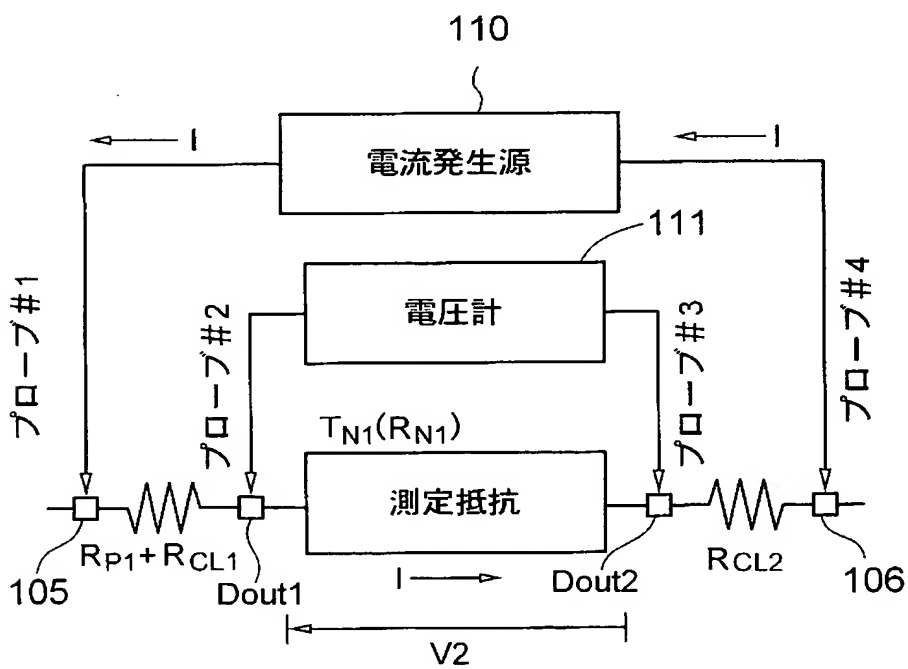 110
I
I
電流発生源
111
電圧計
プローブ#1
プローブ#2
プローブ#3
プローブ#4
TN1(RN1)
測定抵抗
105
RP1+RCL1
Dout1
I
Dout2
RCL2
106
V2